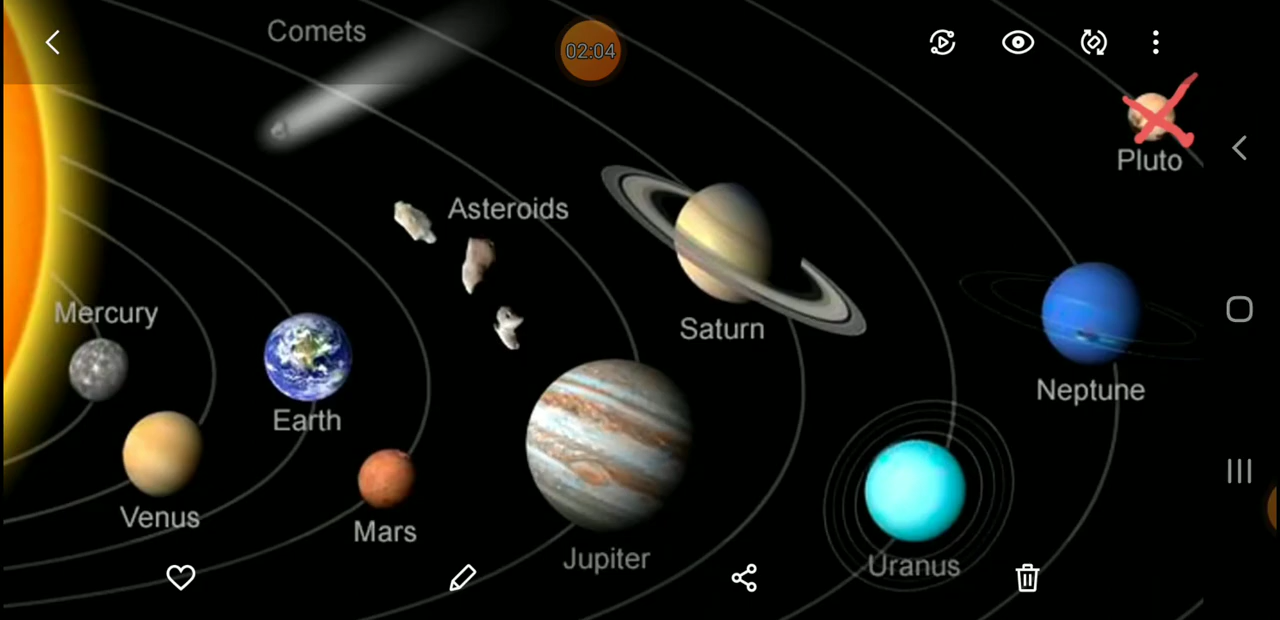 Comets
02:04
Pluto
Asteroids
Mercury
Saturn
Neptune
Earth
Venus
Mars
Jupiter
Uranus